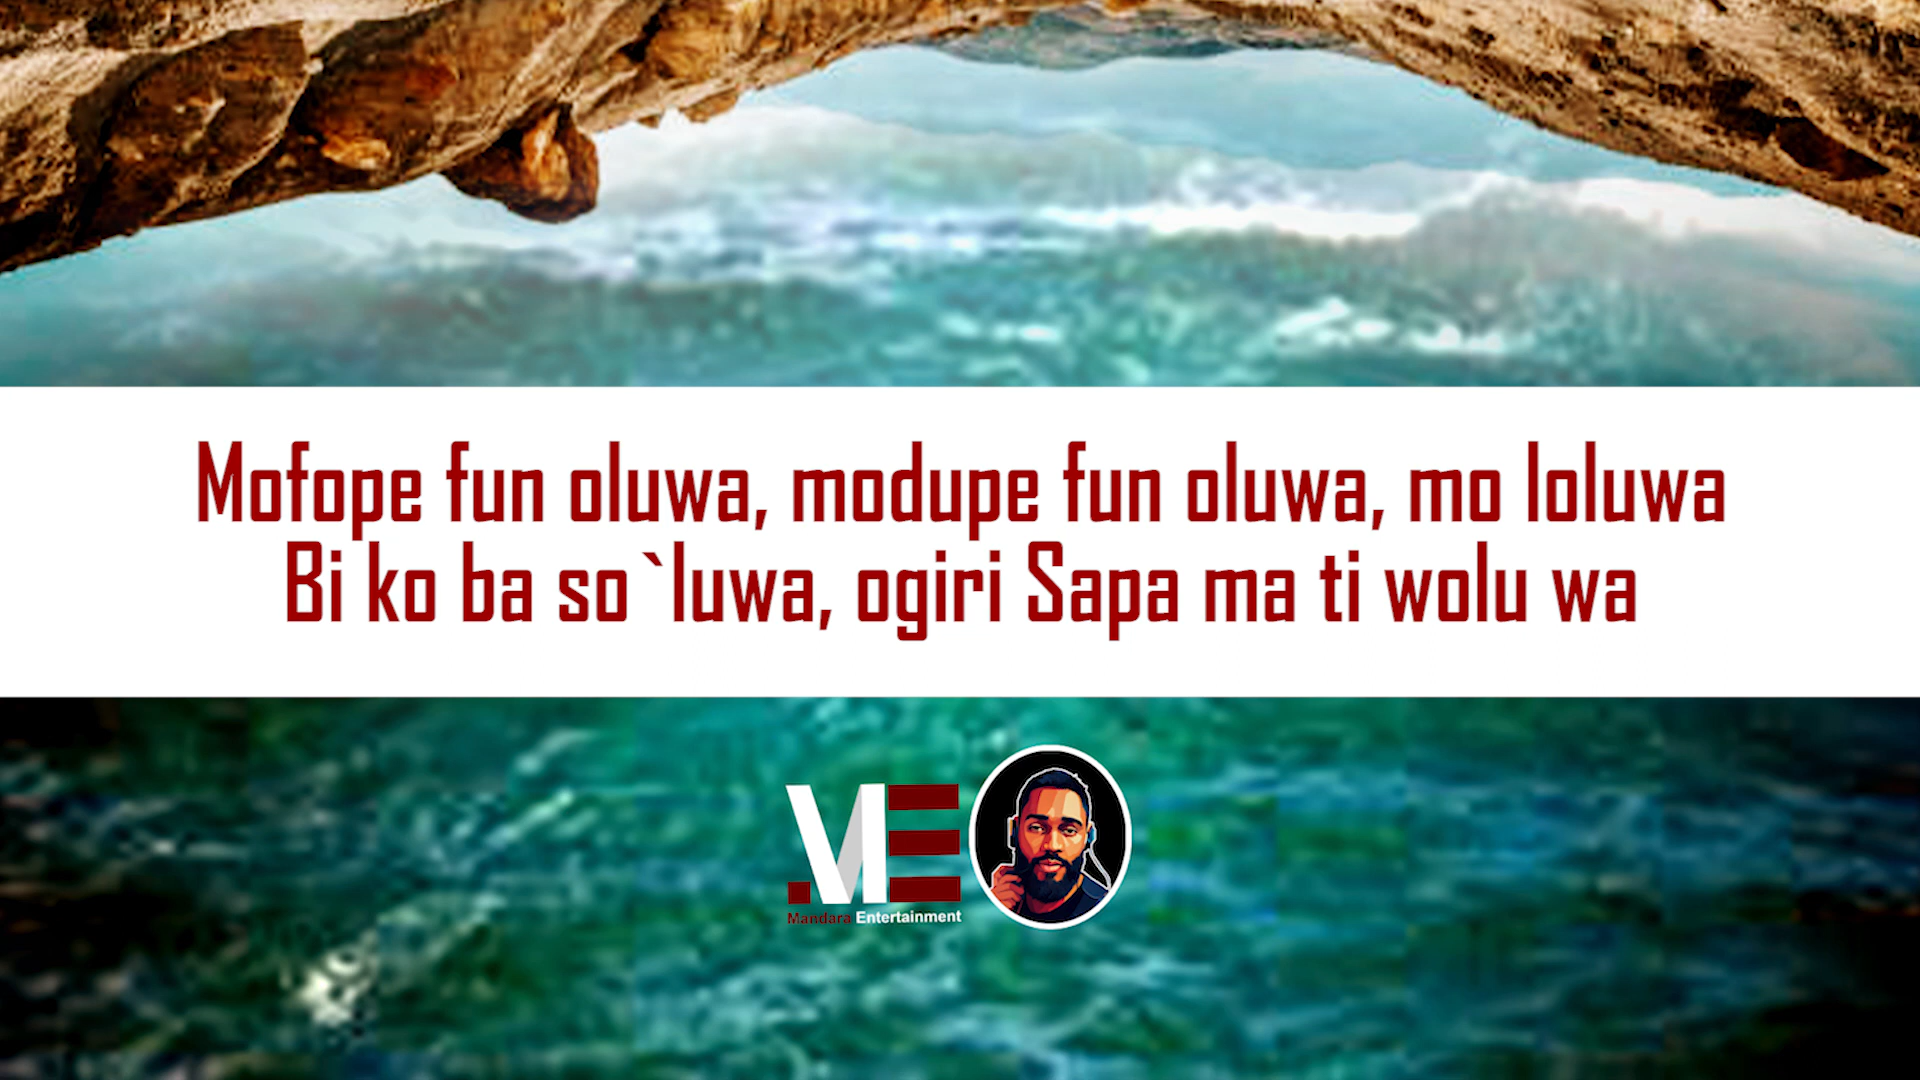 Mofope fun oluwa, modupe fun oluwa, mo loluwa
Bi ko ba so `luwa, ogiri Sapa ma ti wolu wa
ME
Mandara Entertainment